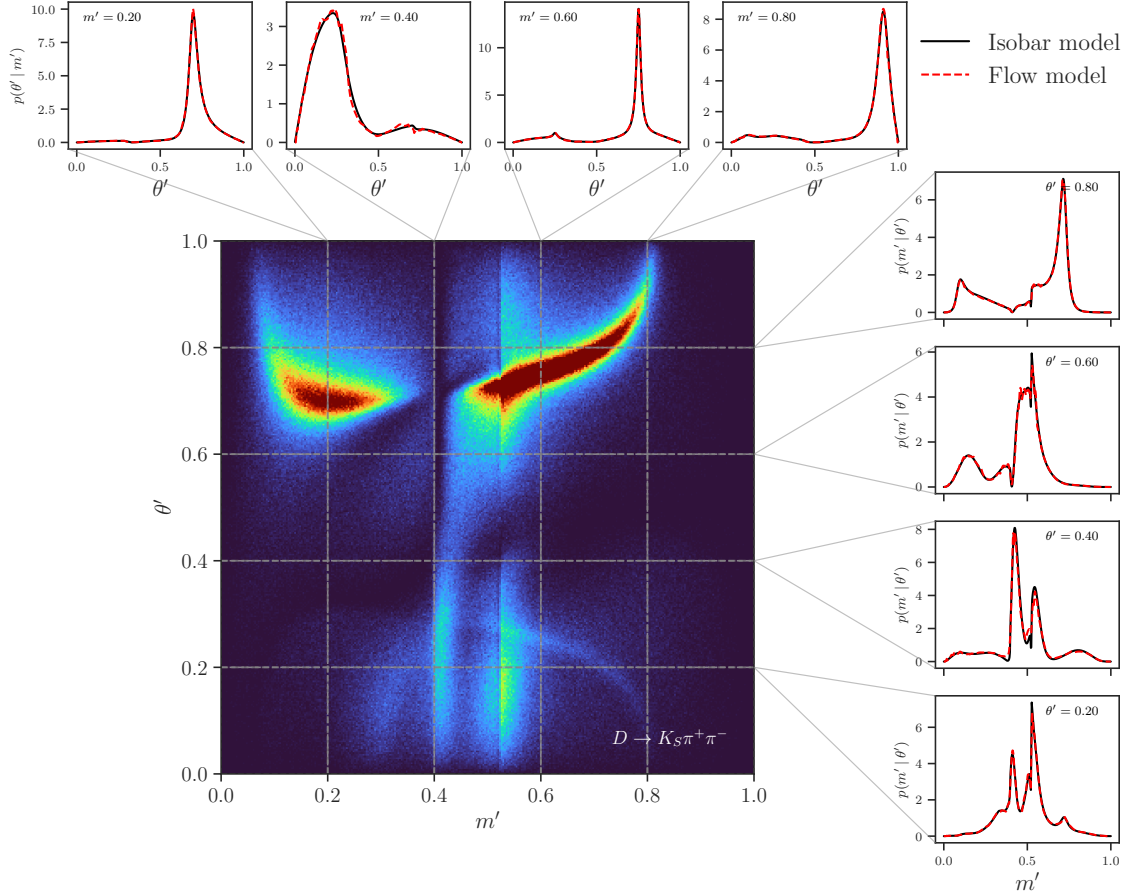 m′ = 0.20
m′ = 0.40
m′ = 0.60
m′ = 0.80
Isobar model
Flow model
p(θ′ | m′)
10.0
7.5
5.0
2.5
0.0
3
2
1
0
10
5
0
8
6
4
2
0
0.0 0.5 1.0
0.0 0.5 1.0
0.0 0.5 1.0
0.0 0.5 1.0
θ′
θ′
θ′
θ′
θ′ = 0.80
p(m′ | θ′)
6
4
2
0
θ′ = 0.60
p(m′ | θ′)
6
4
2
0
θ′ = 0.40
p(m′ | θ′)
8
6
4
2
0
θ′ = 0.20
p(m′ | θ′)
6
4
2
0
0.0 0.5 1.0
m′
1.0
0.8
0.6
0.4
0.2
0.0
θ′
D → K_S π⁺π⁻
0.0 0.2 0.4 0.6 0.8 1.0
m′